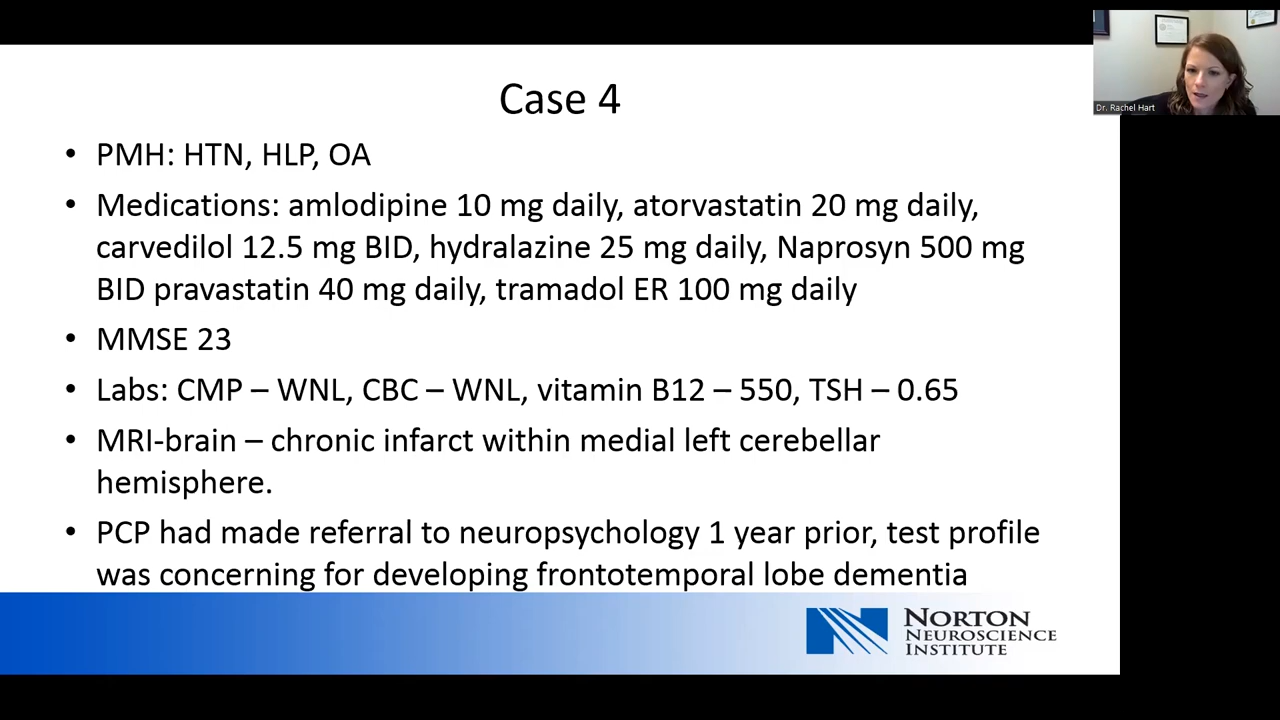 Case 4
• PMH: HTN, HLP, OA
• Medications: amlodipine 10 mg daily, atorvastatin 20 mg daily,
carvedilol 12.5 mg BID, hydralazine 25 mg daily, Naprosyn 500 mg
BID pravastatin 40 mg daily, tramadol ER 100 mg daily
• MMSE 23
• Labs: CMP – WNL, CBC – WNL, vitamin B12 – 550, TSH – 0.65
• MRI-brain – chronic infarct within medial left cerebellar
hemisphere.
• PCP had made referral to neuropsychology 1 year prior, test profile
was concerning for developing frontotemporal lobe dementia
NORTON
NEUROSCIENCE
INSTITUTE
Dr. Rachel Hart